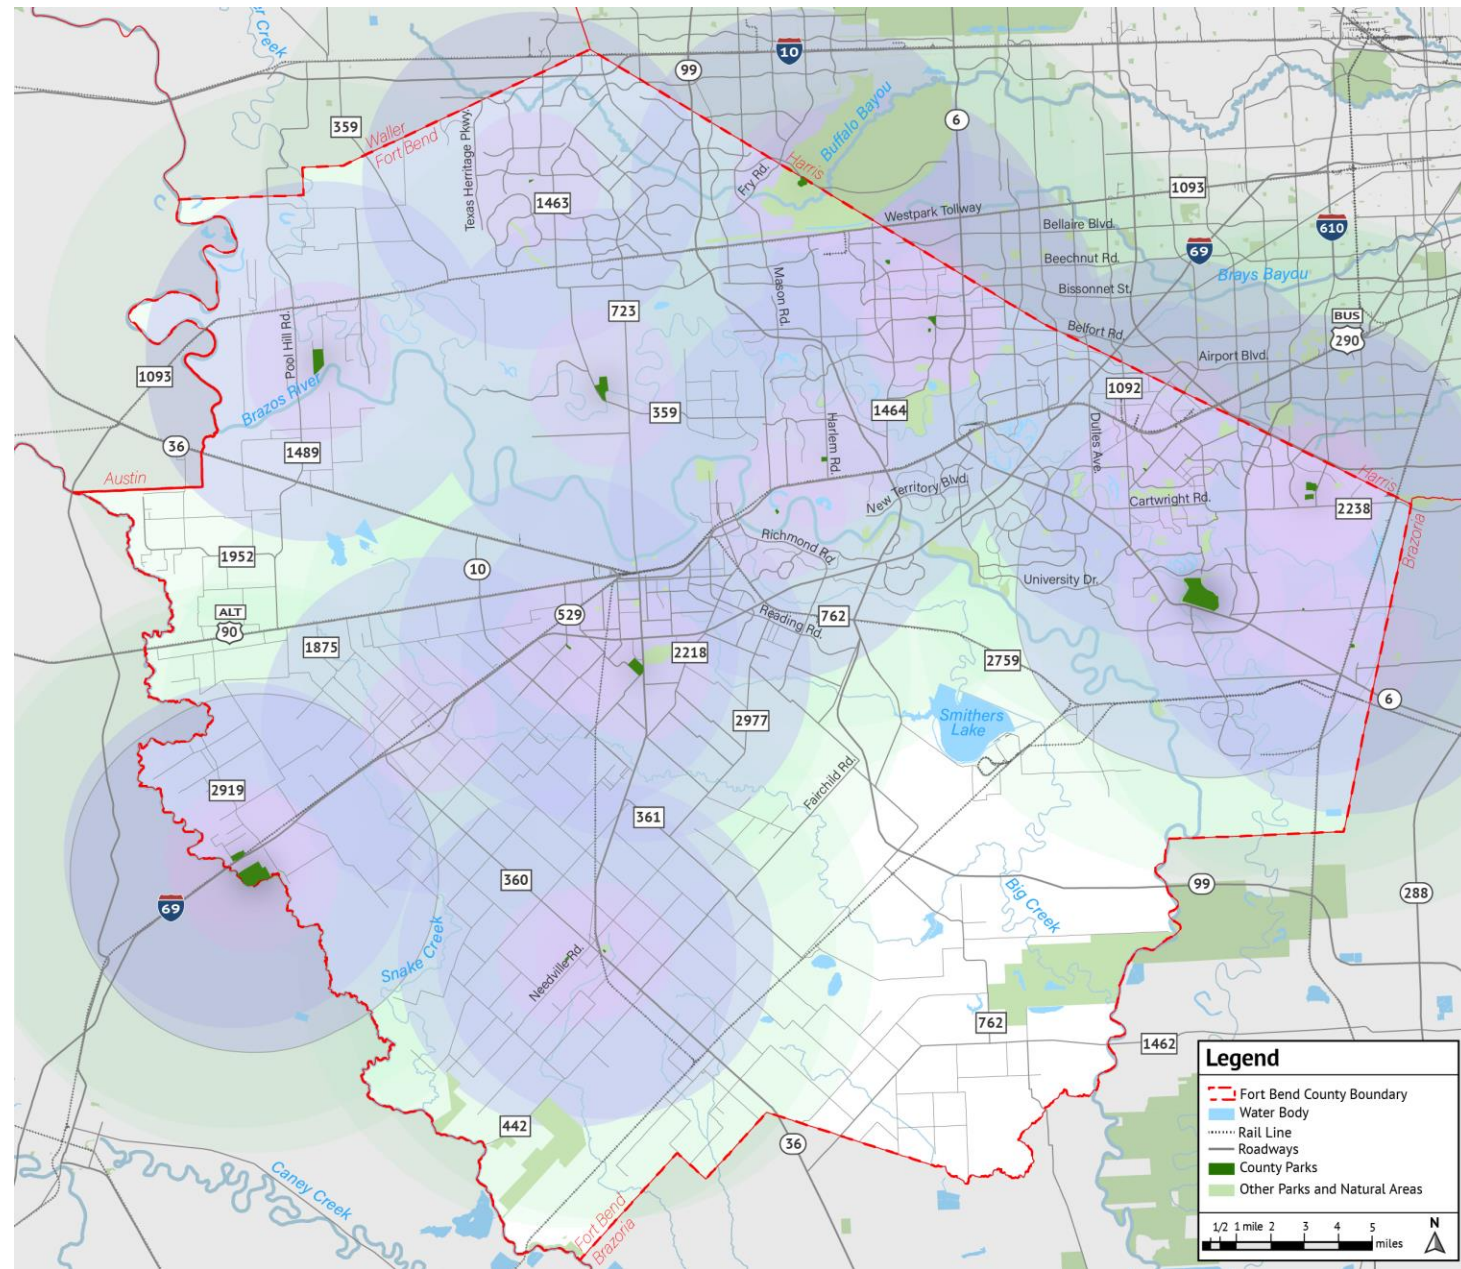 er Creek
10
99
359
Waller
Fort Bend
Texas Herritage Pkwy.
Buffalo Bayou
6
Harris
Fry Rd.
1463
1093
Westpark Tollway
Bellaire Blvd.
610
69
Beechnut Rd.
Brays Bayou
Mason Rd.
Bissonnet St.
723
Pool Hill Rd.
Belfort Rd.
BUS
290
Airport Blvd.
1093
Brazos River
1092
359
1464
Harlem Rd.
Dulles Ave.
36
1489
Austin
Harris
New Territory Blvd.
Cartwright Rd.
2238
Brazoria
Richmond Rd.
1952
10
University Dr.
ALT
90
529
Reading Rd.
762
1875
2218
2759
6
2977
Smithers
Lake
2919
Fairchild Rd.
361
360
99
288
Big Creek
69
Snake Creek
Needville Rd.
762
1462
442
36
Caney Creek
Fort Bend
Brazoria
Legend
Fort Bend County Boundary
Water Body
Rail Line
Roadways
County Parks
Other Parks and Natural Areas
1/2 1 mile 2 3 4 5
miles
N